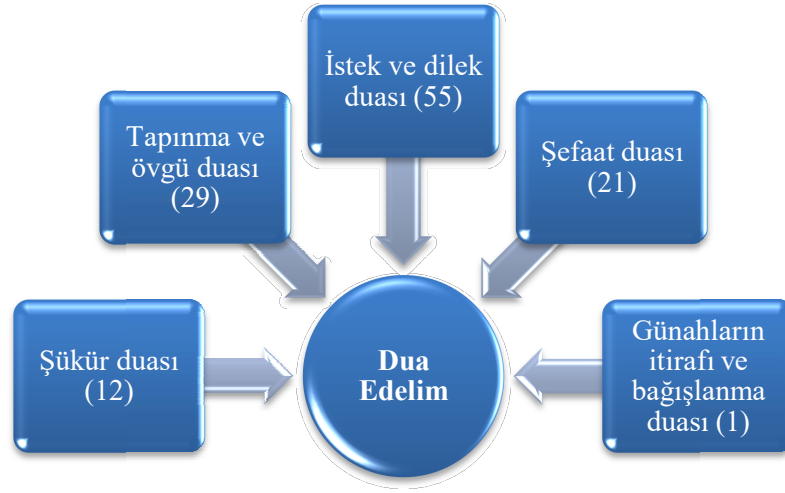 İstek ve dilek
duası (55)
Tapınma ve
övgü duası
(29)
Şefaat duası
(21)
Şükür duası
(12)
Dua
Edelim
Günahların
itirafı ve
bağışlanma
duası (1)